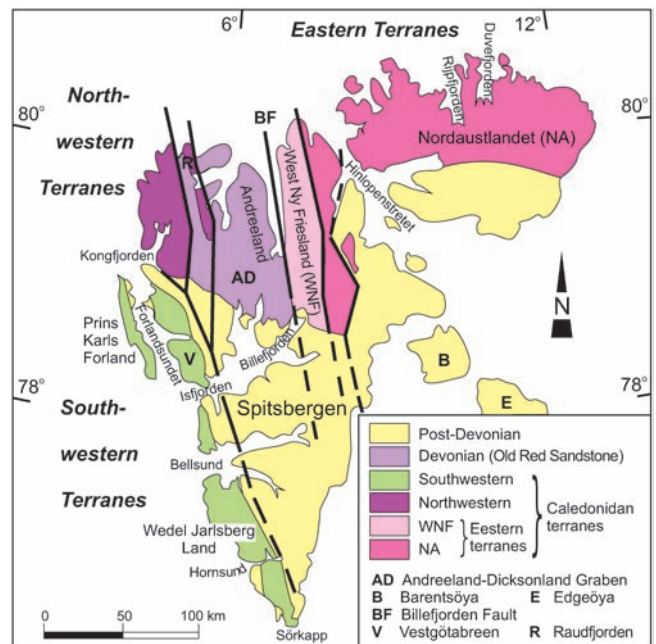 6°
Eastern Terranes
12°
Duvefjorden
Rijpfjorden
North-
western
Terranes
80°
80°
BF
Nordaustlandet (NA)
R
West Ny Friesland (WNF)
Hinlopenstretet
Andreeland
Kongfjorden
AD
N
Prins
Karls
Forland
Forlandsundet
V
Billefjorden
B
E
Isfjorden
78°
78°
Spitsbergen
South-
western
Terranes
Bellsund
Wedel Jarlsberg
Land
Hornsund
Sörkapp
0 50 100 km
Post-Devonian
Devonian (Old Red Sandstone)
Southwestern
Northwestern
WNF
NA
Eestern
terranes
Caledonidan
terranes
AD Andreeland-Dicksonland Graben
B Barentsöya E Edgeöya
BF Billefjorden Fault
V Vestgötabreen R Raudfjorden